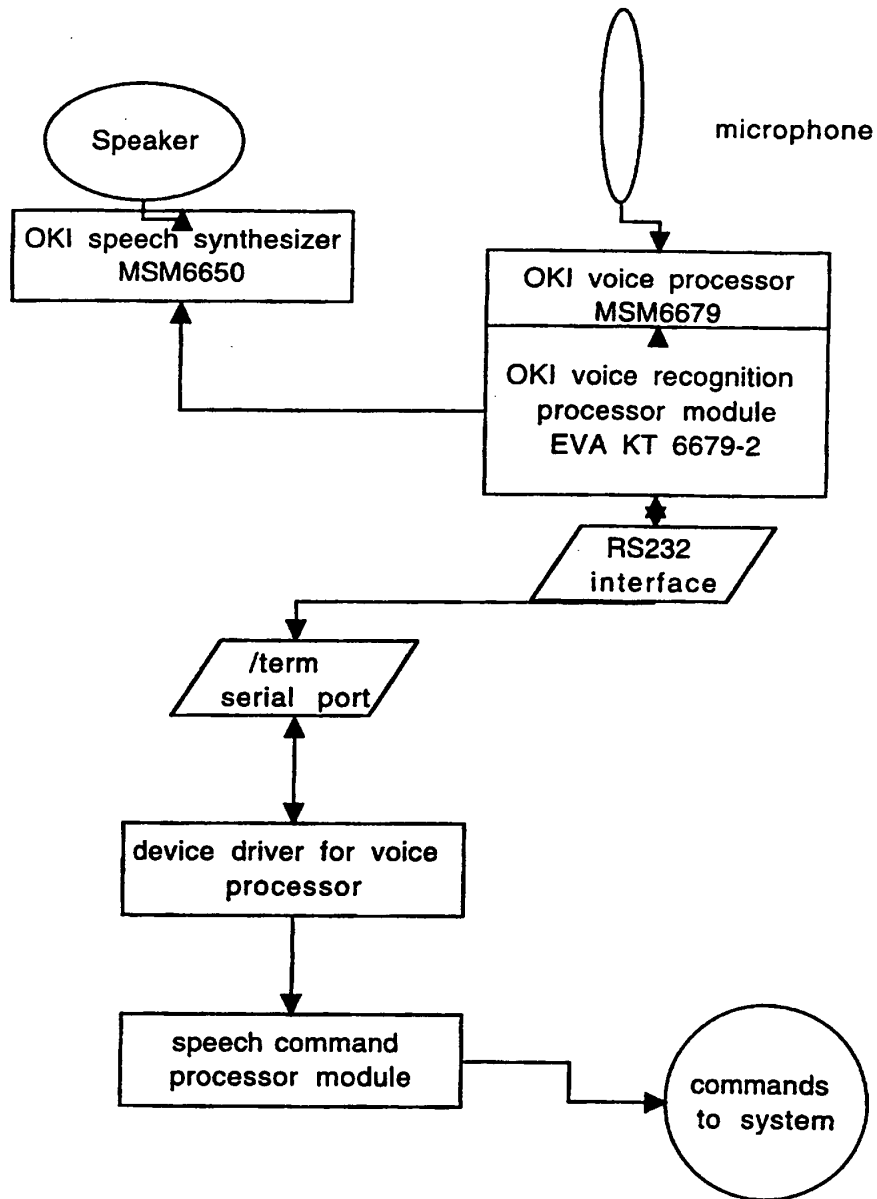 Speaker
microphone
OKI speech synthesizer
MSM6650
OKI voice processor
MSM6679
OKI voice recognition
processor module
EVA KT 6679-2
RS232
interface
/term
serial port
device driver for voice
processor
speech command
processor module
commands
to system